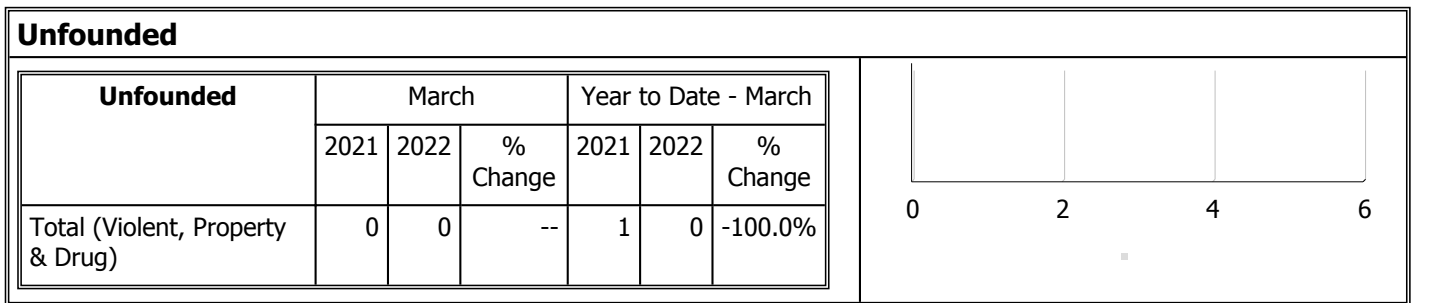 Unfounded
Unfounded March Year to Date - March
2021 2022 % Change 2021 2022 % Change
Total (Violent, Property & Drug) 0 0 -- 1 0 -100.0%
0 2 4 6